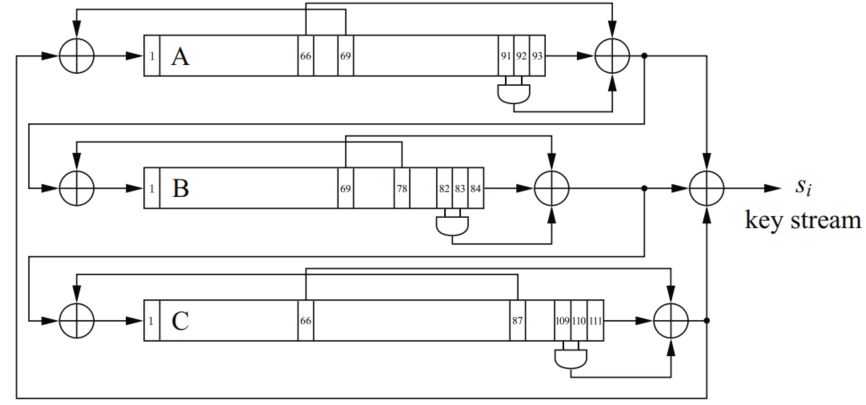 1 A 66 69 91 92 93
1 B 69 78 82 83 84
s_i
key stream
1 C 66 87 109 110 111